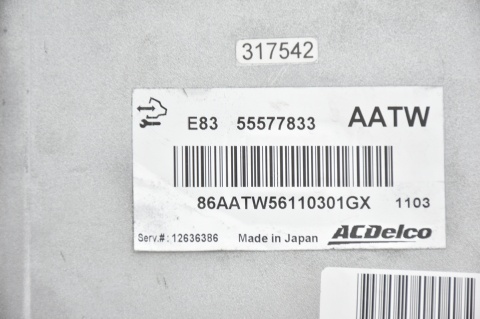 317542
E83 55577833 AATW
86AATW56110301GX 1103
Serv.#: 12636386 Made in Japan ACDelco